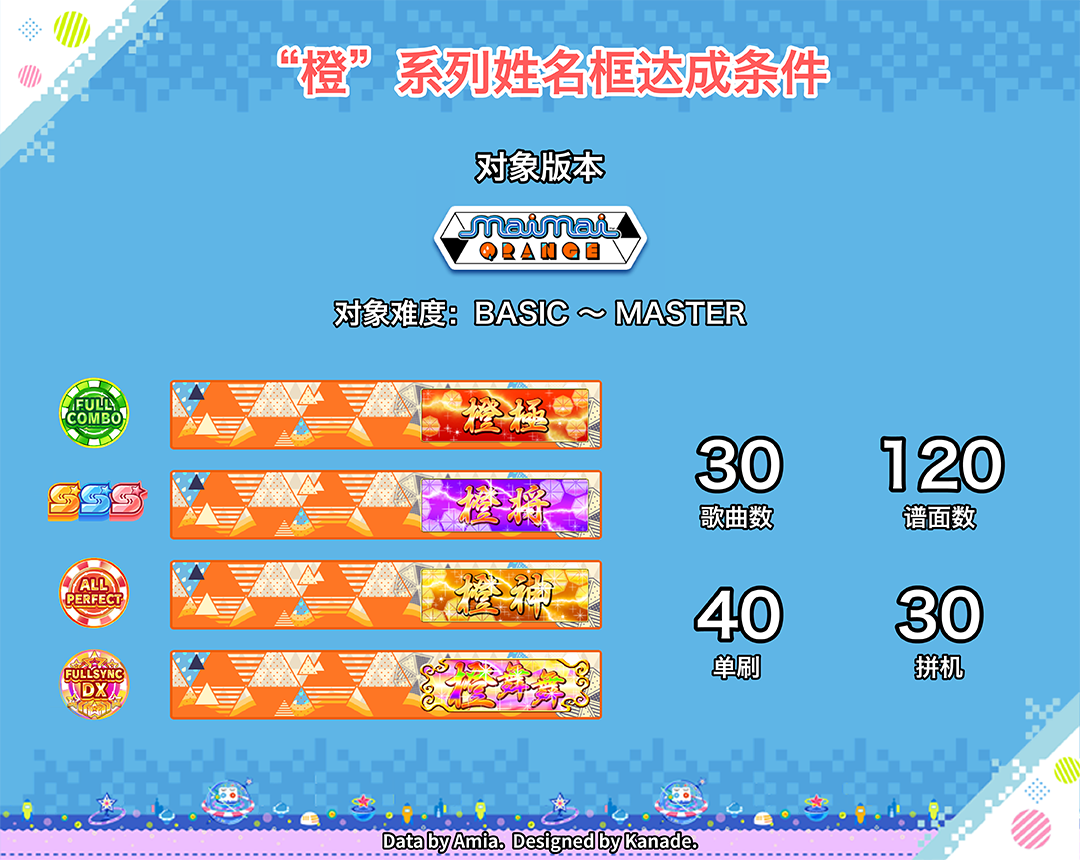 “橙”系列姓名框达成条件
对象版本
maimai
ORANGE
对象难度：BASIC ～ MASTER
FULL
COMBO
橙極
SSS
橙将
ALL
PERFECT
橙神
FULLSYNC
DX
橙舞舞
30
歌曲数
120
谱面数
40
单刷
30
拼机
Data by Amia. Designed by Kanade.